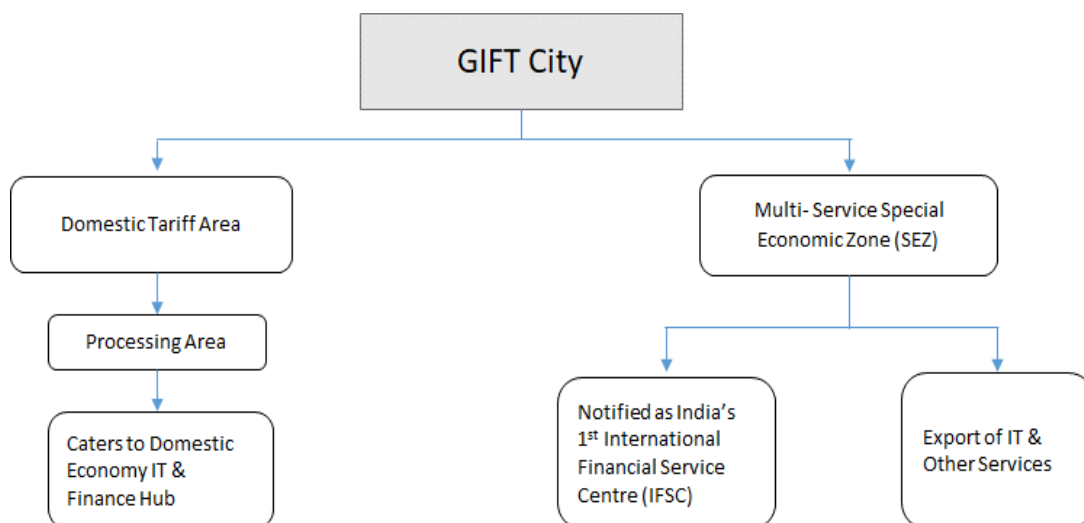 GIFT City
Domestic Tariff Area
Multi- Service Special
Economic Zone (SEZ)
Processing Area
Caters to Domestic
Economy IT &
Finance Hub
Notified as India’s
1st International
Financial Service
Centre (IFSC)
Export of IT &
Other Services